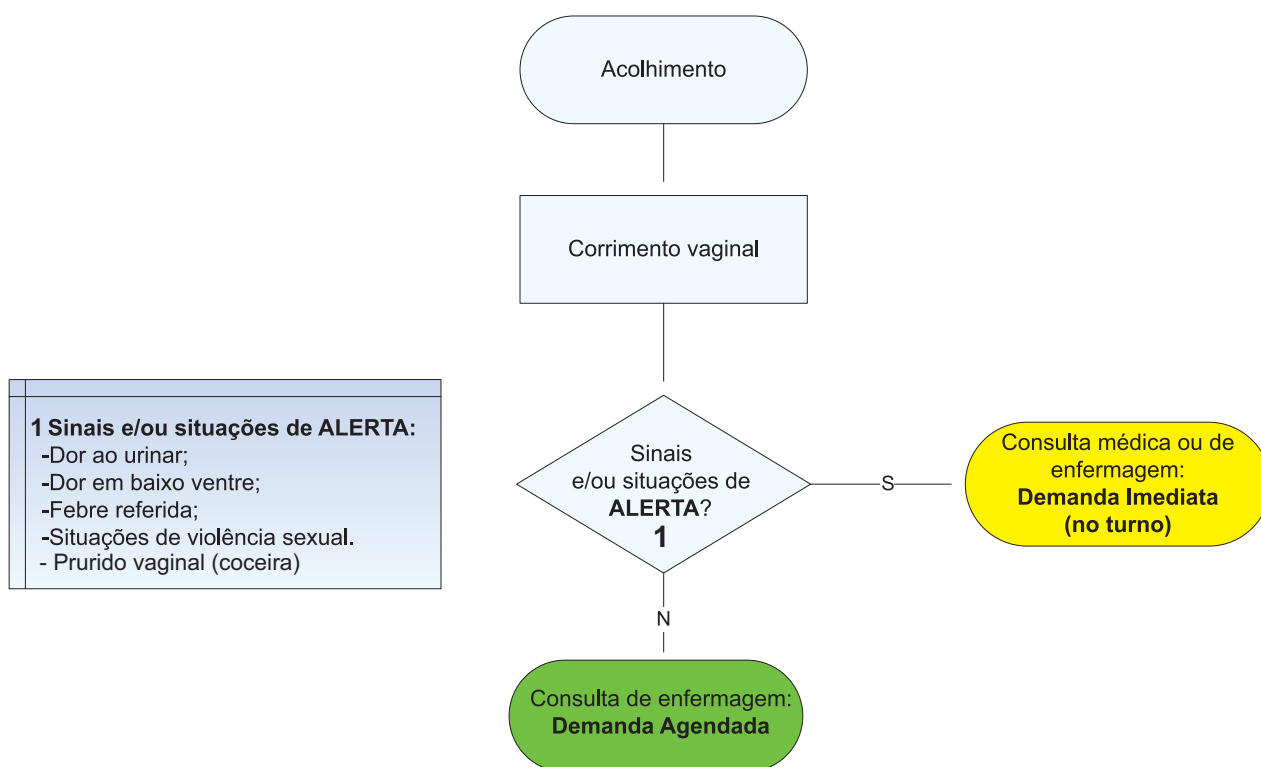 Acolhimento
Corrimento vaginal
1 Sinais e/ou situações de ALERTA:
-Dor ao urinar;
-Dor em baixo ventre;
-Febre referida;
-Situações de violência sexual.
- Prurido vaginal (coceira)
Sinais
e/ou situações de
ALERTA?
1
S
Consulta médica ou de
enfermagem:
Demanda Imediata
(no turno)
N
Consulta de enfermagem:
Demanda Agendada